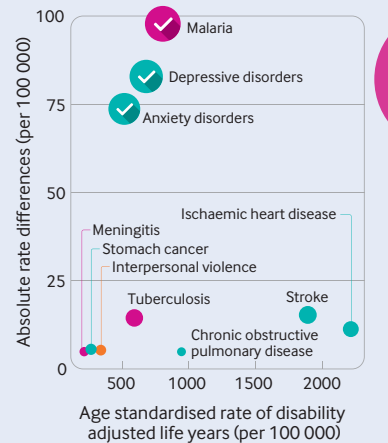 Absolute rate differences (per 100 000)
100
75
50
25
0
Malaria
Depressive disorders
Anxiety disorders
Ischaemic heart disease
Meningitis
Stomach cancer
Interpersonal violence
Tuberculosis
Stroke
Chronic obstructive
pulmonary disease
500
1000
1500
2000
Age standardised rate of disability
adjusted life years (per 100 000)